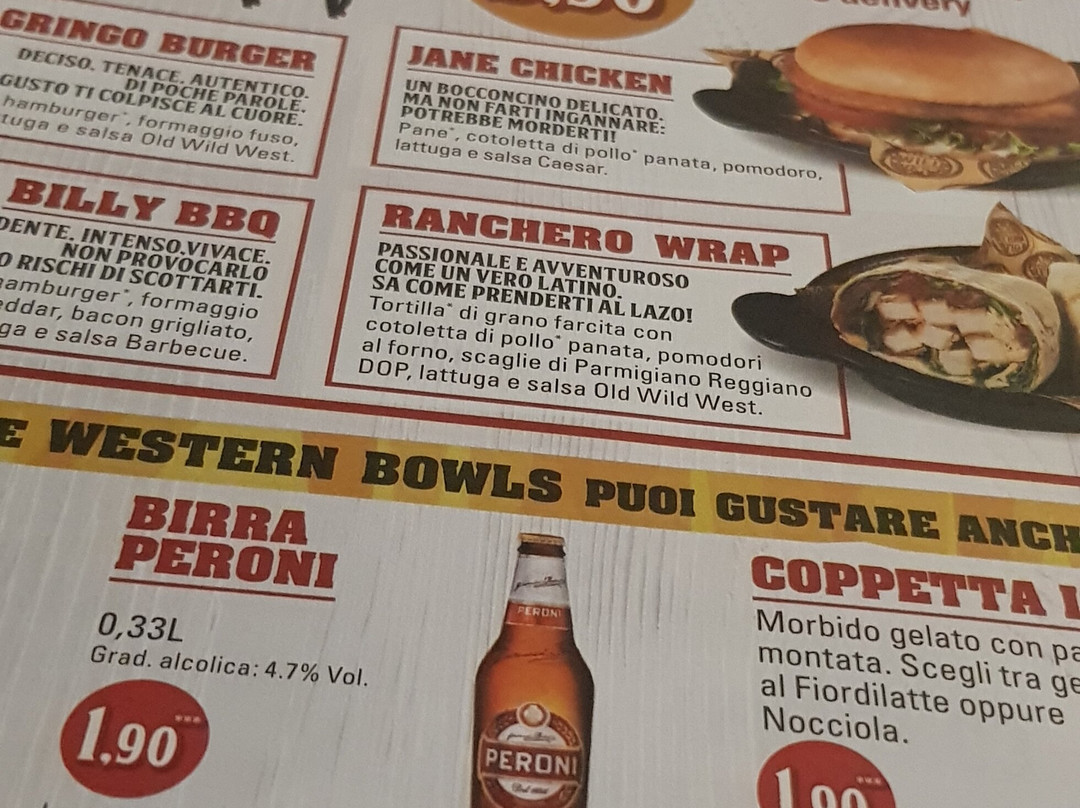 ,90
delivery
GRINGO BURGER
DECISO. TENACE. AUTENTICO.
DI POCHE PAROLE.
GUSTO TI COLPISCE AL CUORE.
hamburger*, formaggio fuso,
tuga e salsa Old Wild West.
JANE CHICKEN
UN BOCCONCINO DELICATO.
MA NON FARTI INGANNARE:
POTREBBE MORDERTI!
Pane*, cotoletta di pollo* panata, pomodoro,
lattuga e salsa Caesar.
BILLY BBQ
DENTE. INTENSO.VIVACE.
NON PROVOCARLO
O RISCHI DI SCOTTARTI.
hamburger*, formaggio
eddar, bacon grigliato,
ga e salsa Barbecue.
RANCHERO WRAP
PASSIONALE E AVVENTUROSO
COME UN VERO LATINO.
SA COME PRENDERTI AL LAZO!
Tortilla* di grano farcita con
cotoletta di pollo* panata, pomodori
al forno, scaglie di Parmigiano Reggiano
DOP, lattuga e salsa Old Wild West.
E WESTERN BOWLS PUOI GUSTARE ANCH
BIRRA
PERONI
0,33L
Grad. alcolica: 4.7% Vol.
1,90***
PERONI
PERONI
COPPETTA
Morbido gelato con pa
montata. Scegli tra ge
al Fiordilatte oppure
Nocciola.
1,90***